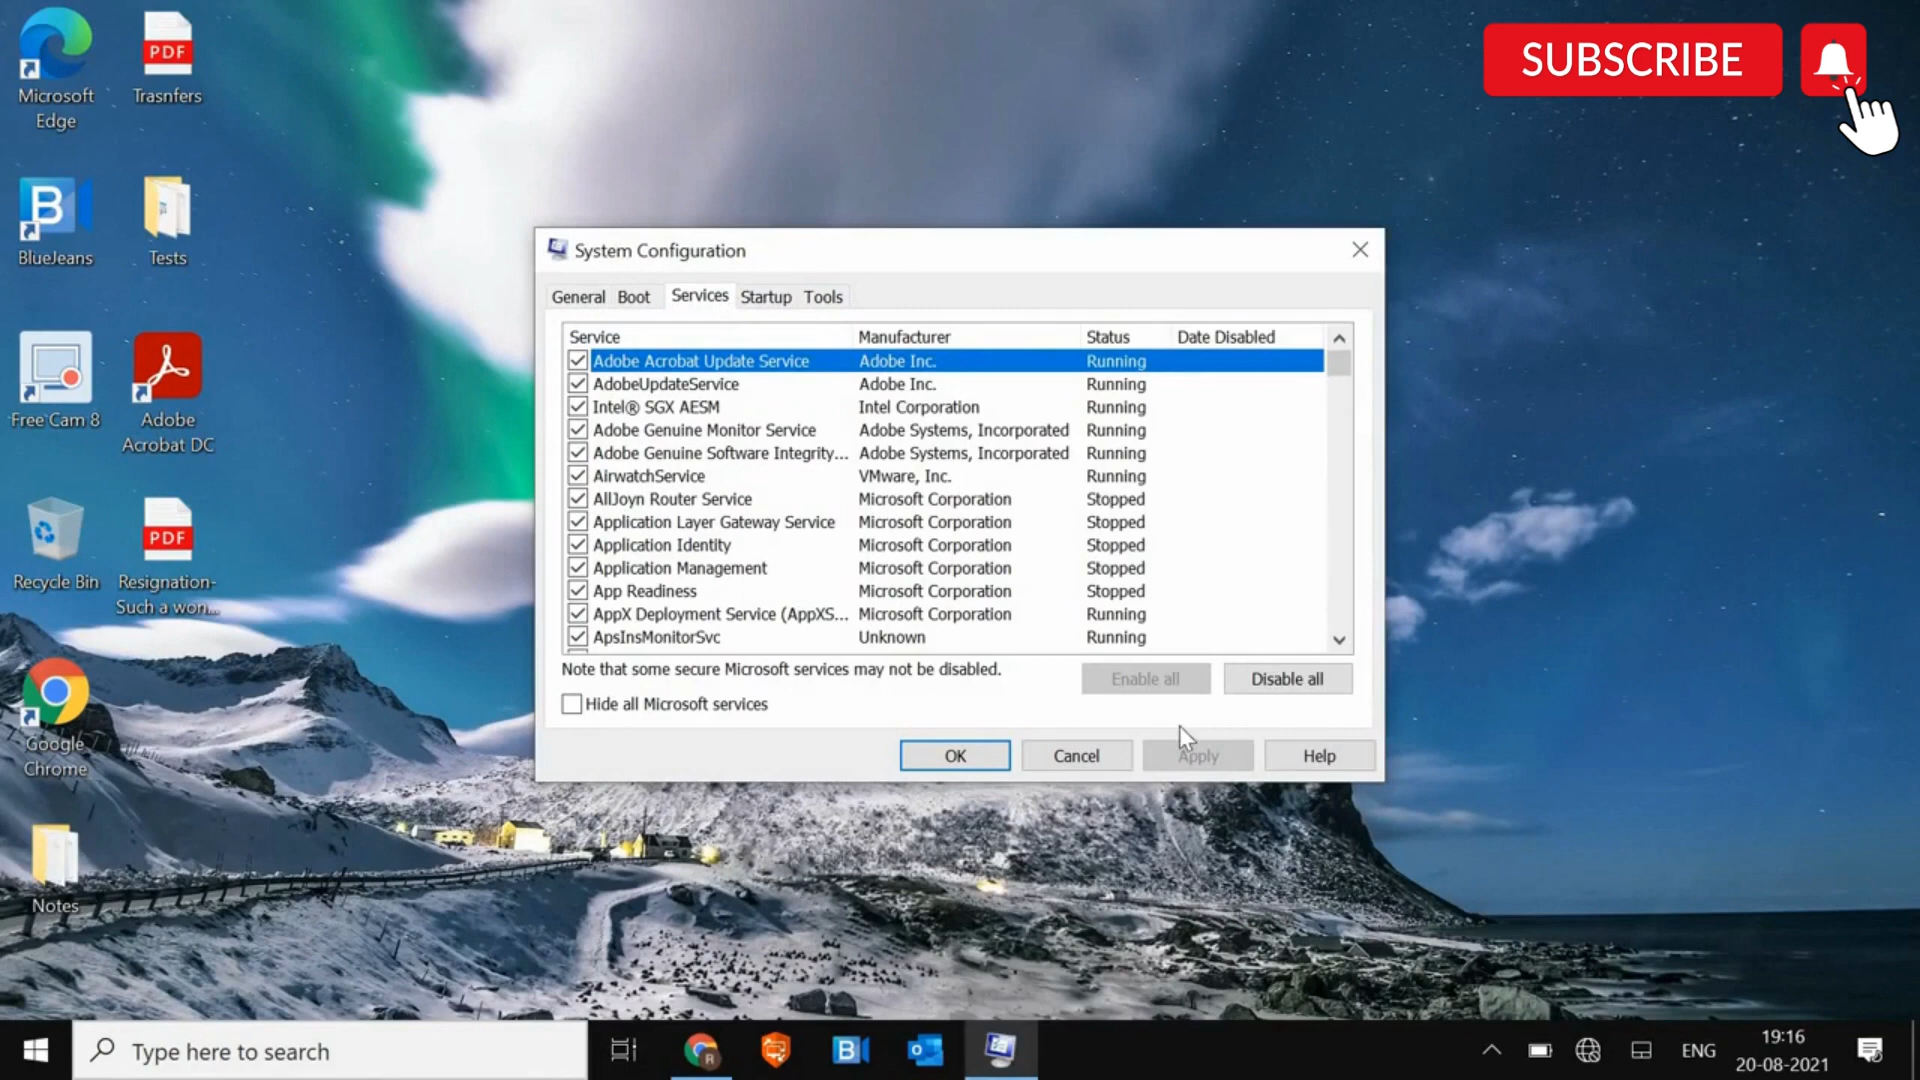 SUBSCRIBE
Microsoft
Edge
PDF
Trasnfers
B
BlueJeans
Tests
Free Cam 8
Adobe
Acrobat DC
Recycle Bin
PDF
Resignation-
Such a won...
Google
Chrome
Notes
System Configuration
General Boot Services Startup Tools
Service Manufacturer Status Date Disabled
Adobe Acrobat Update Service Adobe Inc. Running
AdobeUpdateService Adobe Inc. Running
Intel® SGX AESM Intel Corporation Running
Adobe Genuine Monitor Service Adobe Systems, Incorporated Running
Adobe Genuine Software Integrity... Adobe Systems, Incorporated Running
AirwatchService VMware, Inc. Running
AllJoyn Router Service Microsoft Corporation Stopped
Application Layer Gateway Service Microsoft Corporation Stopped
Application Identity Microsoft Corporation Stopped
Application Management Microsoft Corporation Stopped
App Readiness Microsoft Corporation Stopped
AppX Deployment Service (AppXS... Microsoft Corporation Running
ApsInsMonitorSvc Unknown Running
Note that some secure Microsoft services may not be disabled.
Enable all Disable all
Hide all Microsoft services
OK Cancel Apply Help
Type here to search
R
B
ENG
19:16
20-08-2021